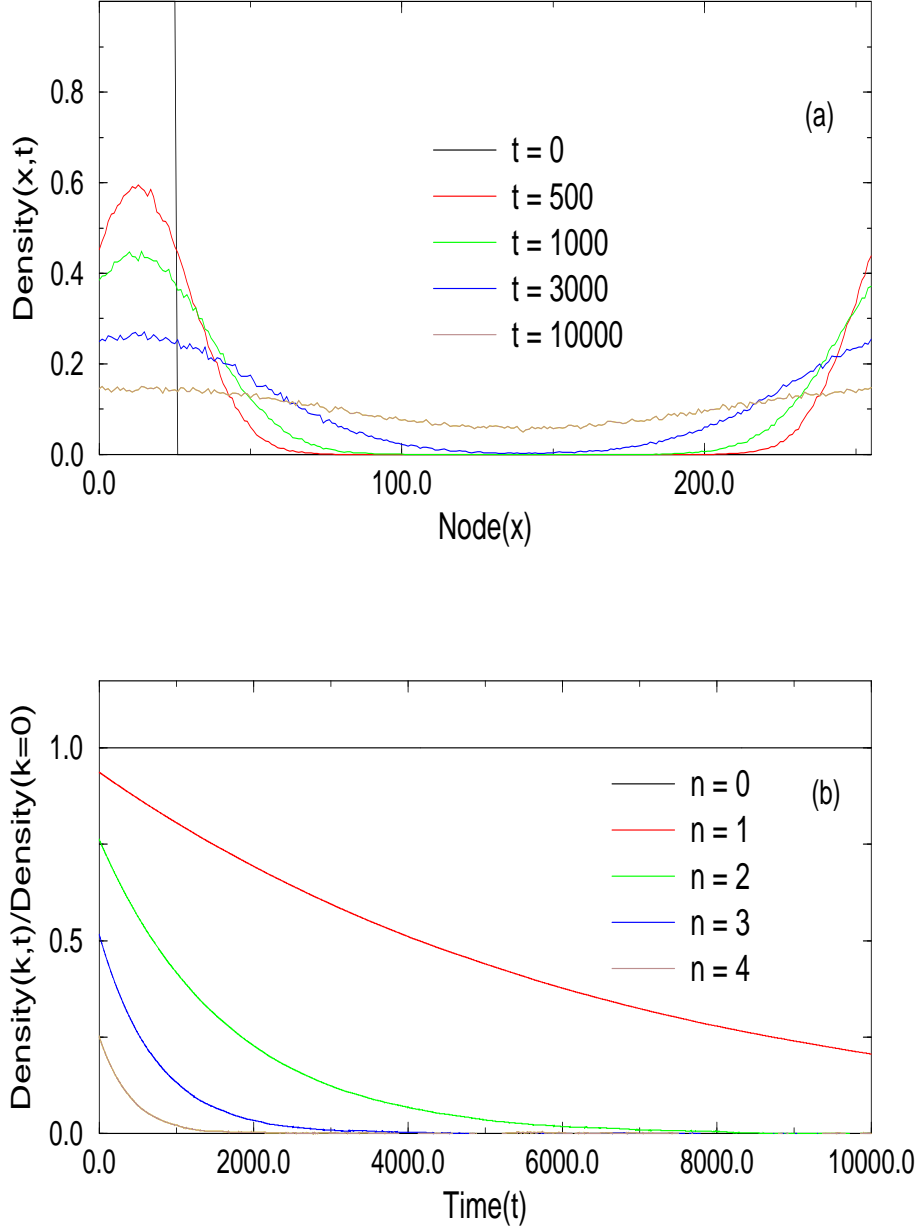 (a)
Density(x,t)
0.8
0.6
0.4
0.2
0.0
t = 0
t = 500
t = 1000
t = 3000
t = 10000
0.0
100.0
200.0
Node(x)
(b)
Density(k,t)/Density(k=0)
1.0
0.5
0.0
n = 0
n = 1
n = 2
n = 3
n = 4
0.0
2000.0
4000.0
6000.0
8000.0
10000.0
Time(t)